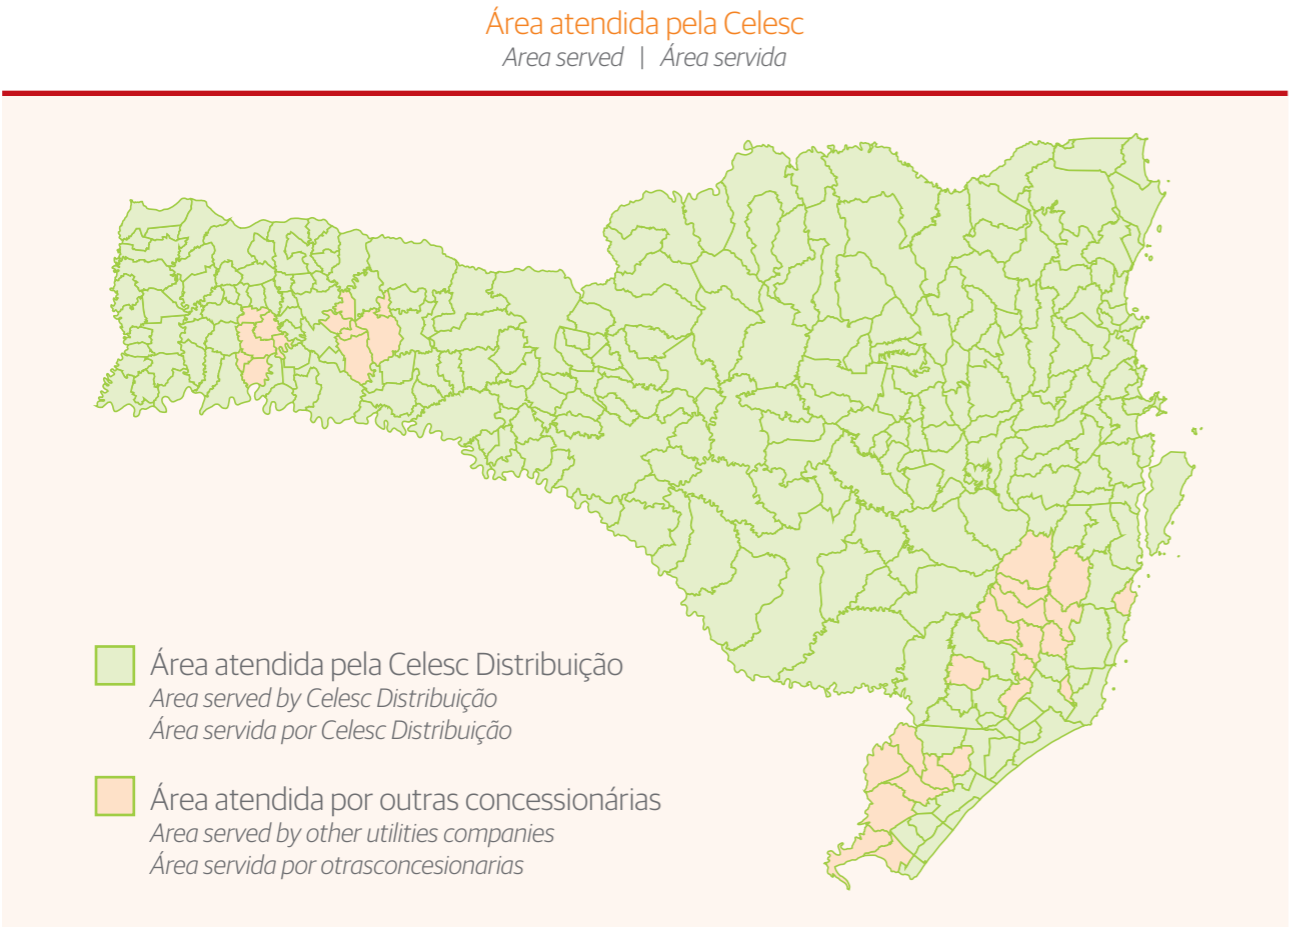 Área atendida pela Celesc
Area served | Área servida
Área atendida pela Celesc Distribuição
Area served by Celesc Distribuição
Área servida por Celesc Distribuição
Área atendida por outras concessionárias
Area served by other utilities companies
Área servida por otrasconcesionarias